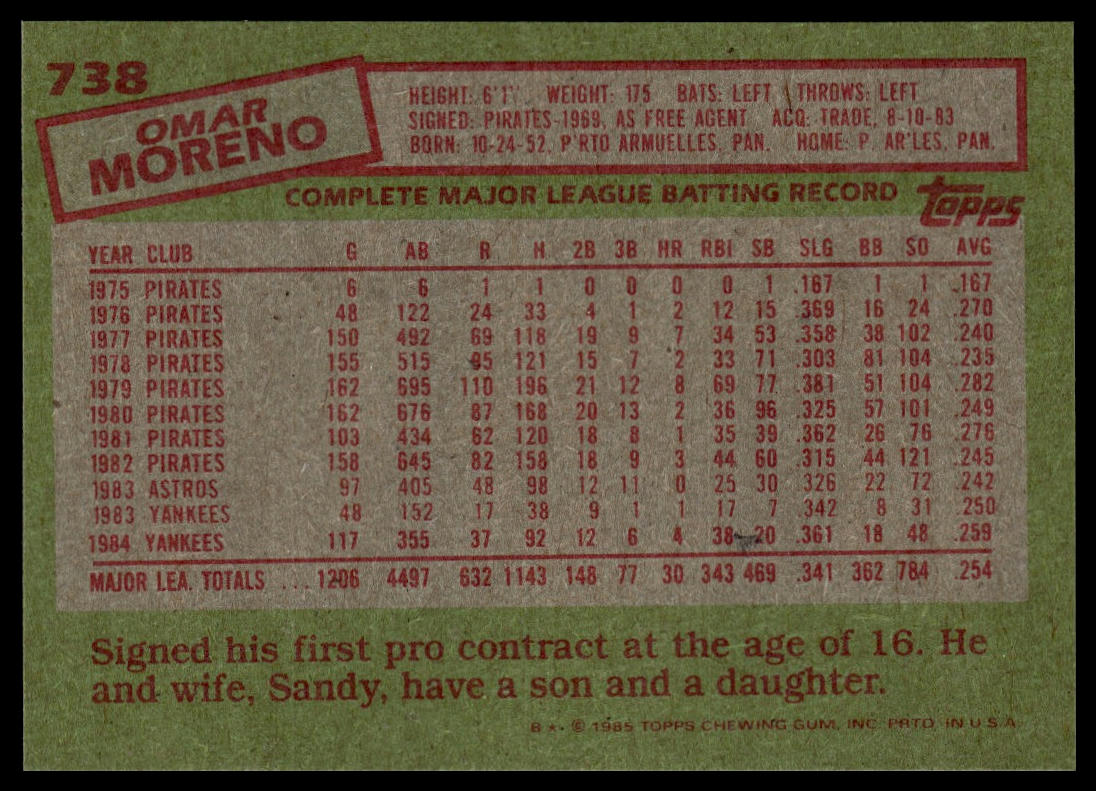 738
OMAR
MORENO
HEIGHT: 6'1" WEIGHT: 175 BATS: LEFT THROWS: LEFT
SIGNED: PIRATES-1969, AS FREE AGENT ACQ: TRADE, 8-10-83
BORN: 10-24-52, P'RTO ARMUELLES, PAN. HOME: P. AR'LES, PAN.
COMPLETE MAJOR LEAGUE BATTING RECORD
topps
YEAR CLUB G AB R H 2B 3B HR RBI SB SLG BB SO AVG
1975 PIRATES 6 6 1 1 0 0 0 0 1 .167 1 1 .167
1976 PIRATES 48 122 24 33 4 1 2 12 15 .369 16 24 .270
1977 PIRATES 150 492 69 118 19 9 7 34 53 .358 38 102 .240
1978 PIRATES 155 515 95 121 15 7 2 33 71 .303 81 104 .235
1979 PIRATES 162 695 110 196 21 12 8 69 77 .381 51 104 .282
1980 PIRATES 162 676 87 168 20 13 2 36 96 .325 57 101 .249
1981 PIRATES 103 434 62 120 18 8 1 35 39 .362 26 76 .276
1982 PIRATES 158 645 82 158 18 9 3 44 60 .315 44 121 .245
1983 ASTROS 97 405 48 98 12 11 0 25 30 .326 22 72 .242
1983 YANKEES 48 152 17 38 9 1 1 17 7 .342 8 31 .250
1984 YANKEES 117 355 37 92 12 6 4 38 20 .361 18 48 .259
MAJOR LEA. TOTALS ... 1206 4497 632 1143 148 77 30 343 469 .341 362 784 .254
Signed his first pro contract at the age of 16. He
and wife, Sandy, have a son and a daughter.
B*· © 1985 TOPPS CHEWING GUM, INC. PRTD. IN U.S.A.